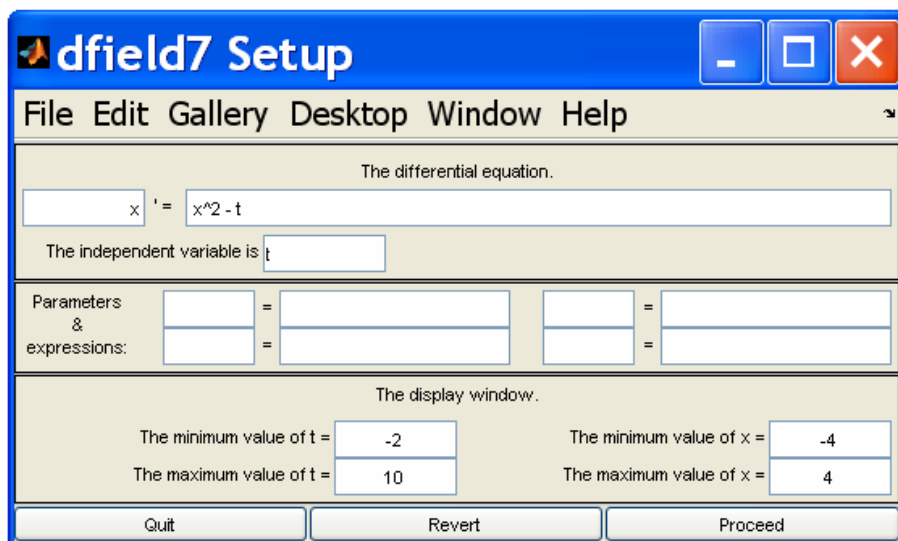 dfield7 Setup
File Edit Gallery Desktop Window Help
The differential equation.
x ' = x^2 - t
The independent variable is t
Parameters & expressions:
= =
= =
The display window.
The minimum value of t = -2 The minimum value of x = -4
The maximum value of t = 10 The maximum value of x = 4
Quit Revert Proceed